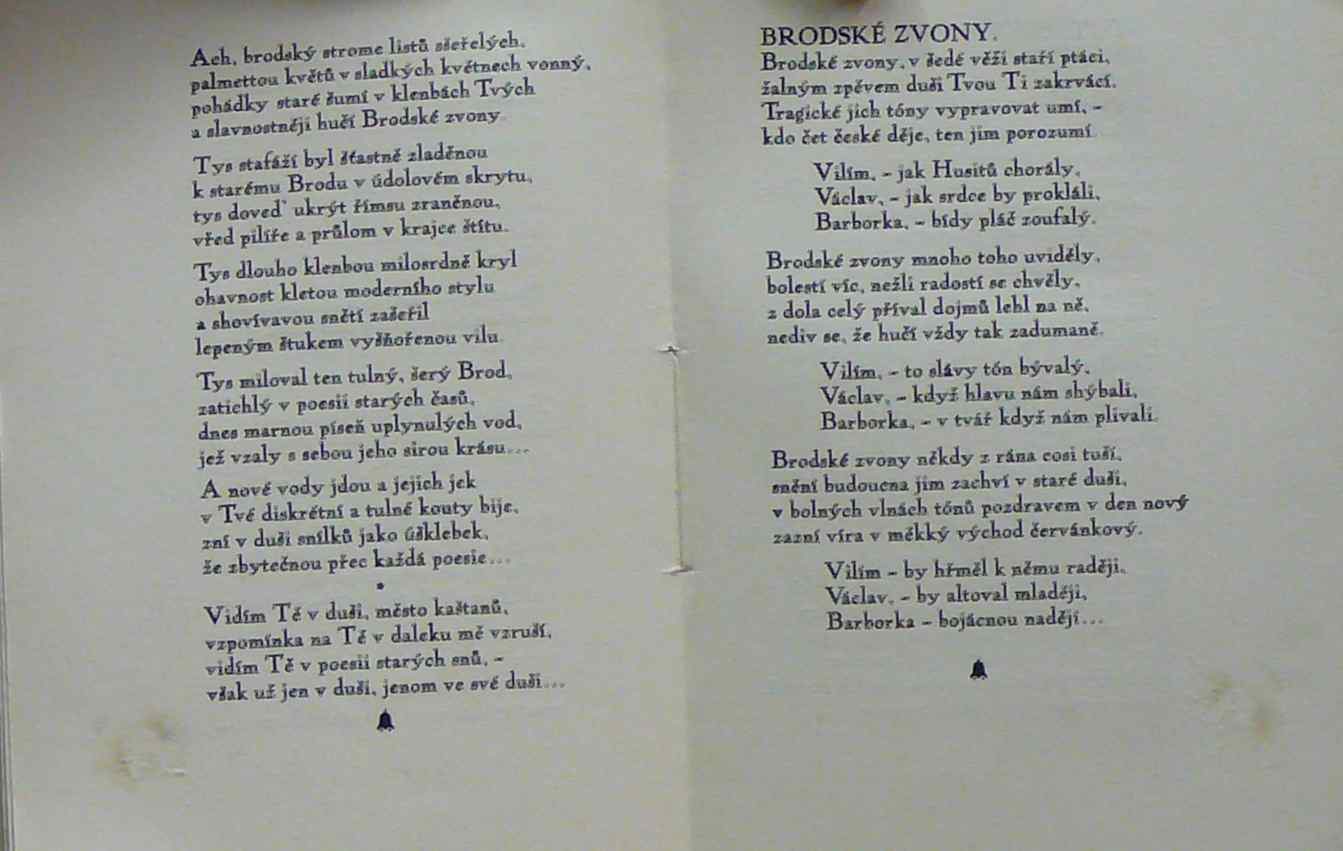 Ach, brodský strome listů sšeřelých,
palmettou květů v sladkých květnech vonný,
pohádky staré šumí v klenbách Tvých
a slavnostněji hučí Brodské zvony.
Tys stafáží byl šťastně zladěnou
k starému Brodu v údolovém skrytu,
tys doveď ukrýt římsu zraněnou,
vřed pilíře a průlom v krajce štítu.
Tys dlouho klenbou milosrdně kryl
ohavnost kletou moderního stylu
a shovívavou snětí zašeřil
lepeným štukem vyšňořenou vilu.
Tys miloval ten tulný, šerý Brod,
zatichlý v poesii starých časů,
dnes marnou píseň uplynulých vod,
jež vzaly s sebou jeho sirou krásu...
A nové vody jdou a jejich jek
v Tvé diskrétní a tulné kouty bije,
zní v duši snílků jako úšklebek,
že zbytečnou přec každá poesie...
*
Vidím Tě v duši, město kaštanů,
vzpomínka na Tě v daleku mě vzruší,
vidím Tě v poesii starých snů, -
však už jen v duši, jenom ve své duši...
BRODSKÉ ZVONY.
Brodské zvony, v šedé věži staří ptáci,
žalným zpěvem duši Tvou Ti zakrvácí.
Tragické jich tóny vypravovat umí, -
kdo čet české děje, ten jim porozumí.
Vilím, - jak Husitů chorály,
Václav, - jak srdce by prokláli,
Barborka, - bídy pláč zoufalý.
Brodské zvony mnoho toho uviděly,
bolestí víc, nežli radostí se chvěly,
z dola celý příval dojmů lehl na ně,
nediv se, že hučí vždy tak zadumaně.
Vilím, - to slávy tón bývalý,
Václav, - když hlavu nám shýbali,
Barborka, - v tvář když nám plivali.
Brodské zvony někdy z rána cosi tuší,
snění budoucna jim zachví v staré duši,
v bolných vlnách tónů pozdravem v den nový
zazní víra v měkký východ červánkový.
Vilím - by hřměl k němu raději,
Václav, - by altoval mlaději,
Barborka - bojácnou nadějí...